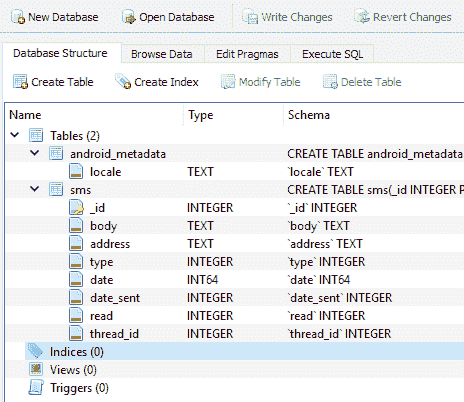 New Database Open Database Write Changes Revert Changes
Database Structure Browse Data Edit Pragmas Execute SQL
Create Table Create Index Modify Table Delete Table
Name Type Schema
Tables (2)
android_metadata CREATE TABLE android_metadata
locale TEXT `locale` TEXT
sms CREATE TABLE sms(_id INTEGER P
_id INTEGER `_id` INTEGER
body TEXT `body` TEXT
address TEXT `address` TEXT
type INTEGER `type` INTEGER
date INT64 `date` INT64
date_sent INTEGER `date_sent` INTEGER
read INTEGER `read` INTEGER
thread_id INTEGER `thread_id` INTEGER
Indices (0)
Views (0)
Triggers (0)